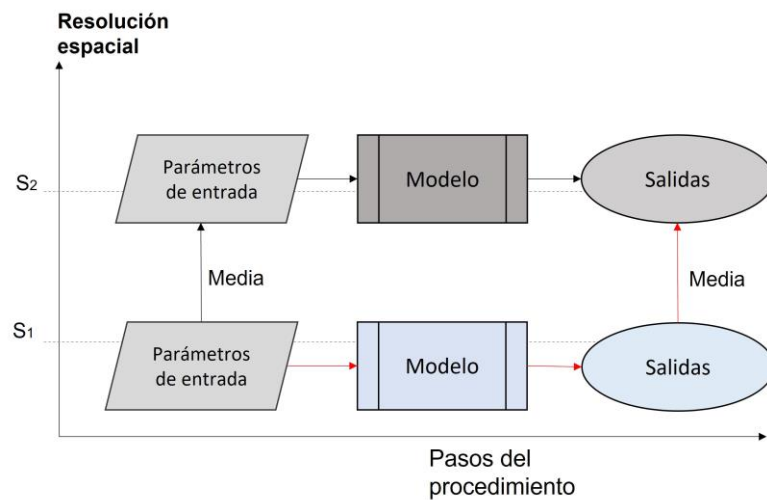 Resolución
espacial
S2
Parámetros
de entrada
Modelo
Salidas
Media
Media
S1
Parámetros
de entrada
Modelo
Salidas
Pasos del
procedimiento